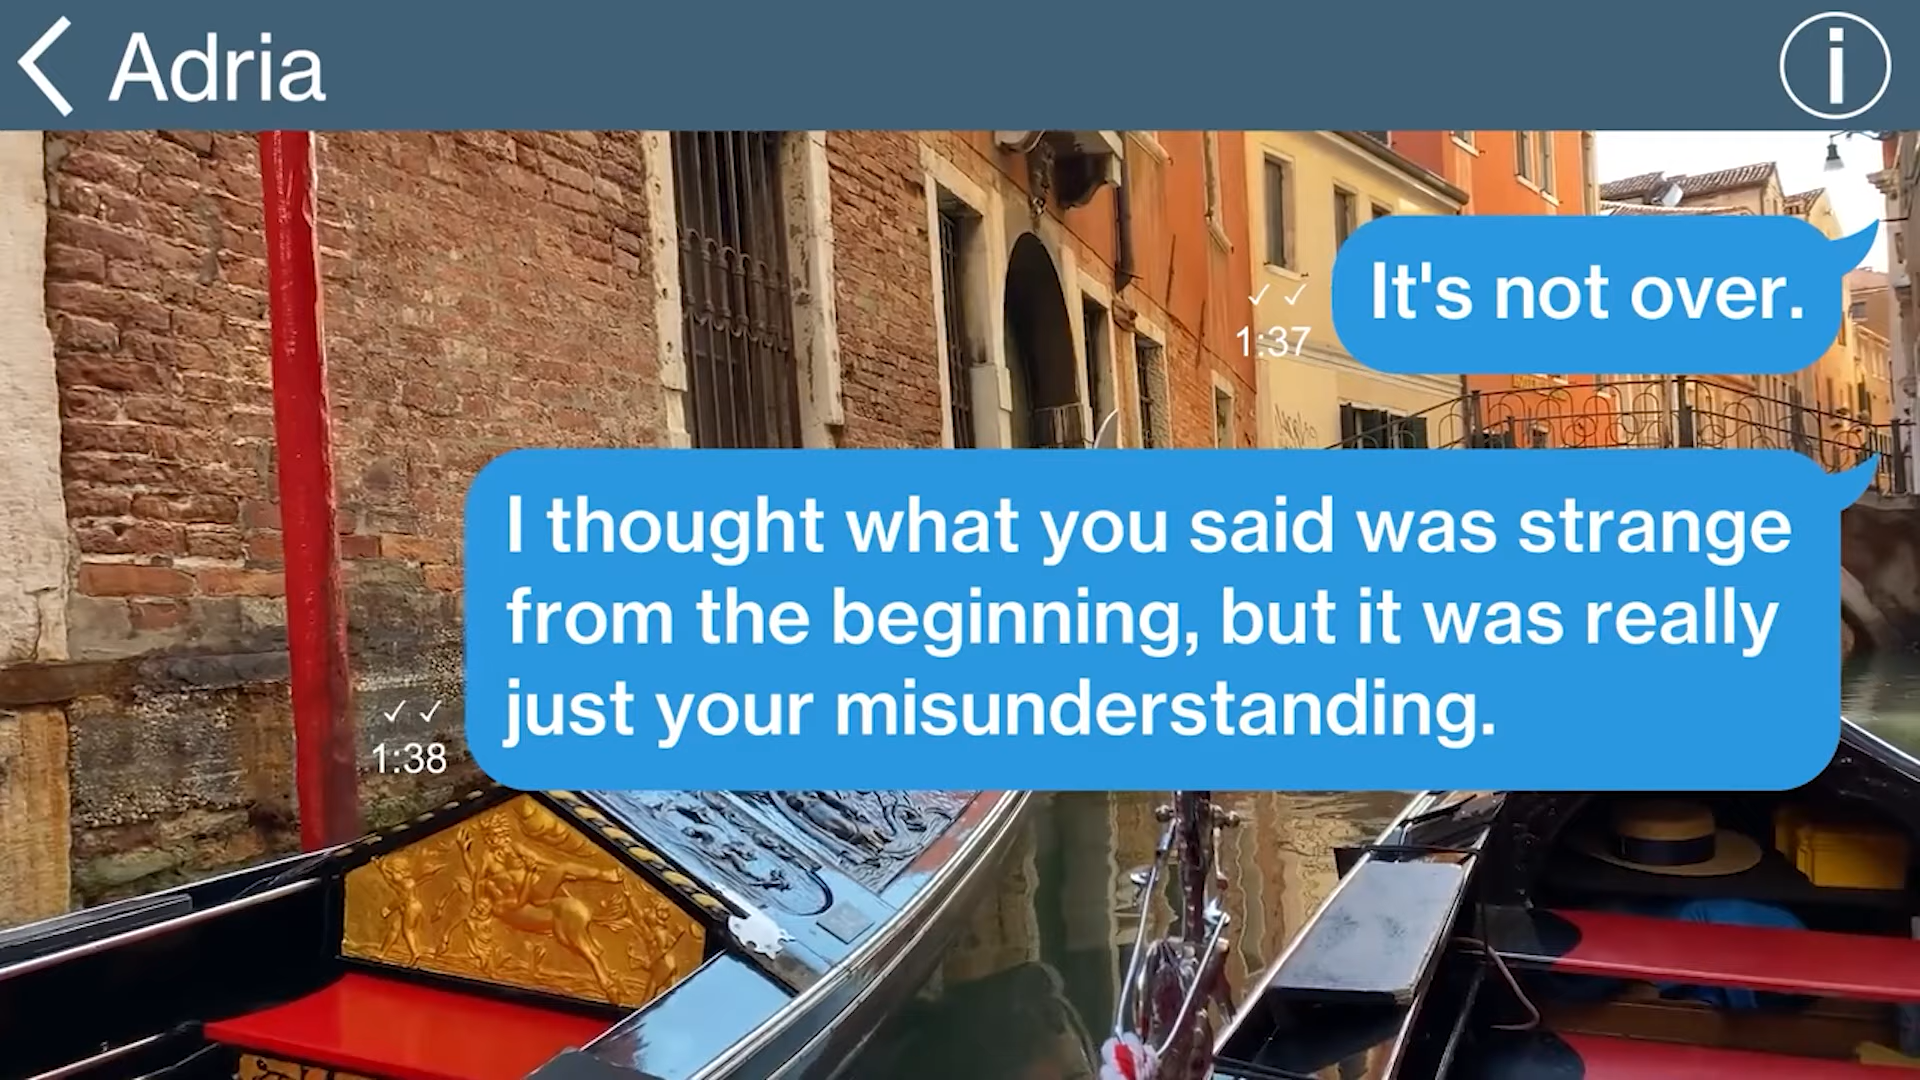 Adria
It's not over.
1:37
I thought what you said was strange
from the beginning, but it was really
just your misunderstanding.
1:38